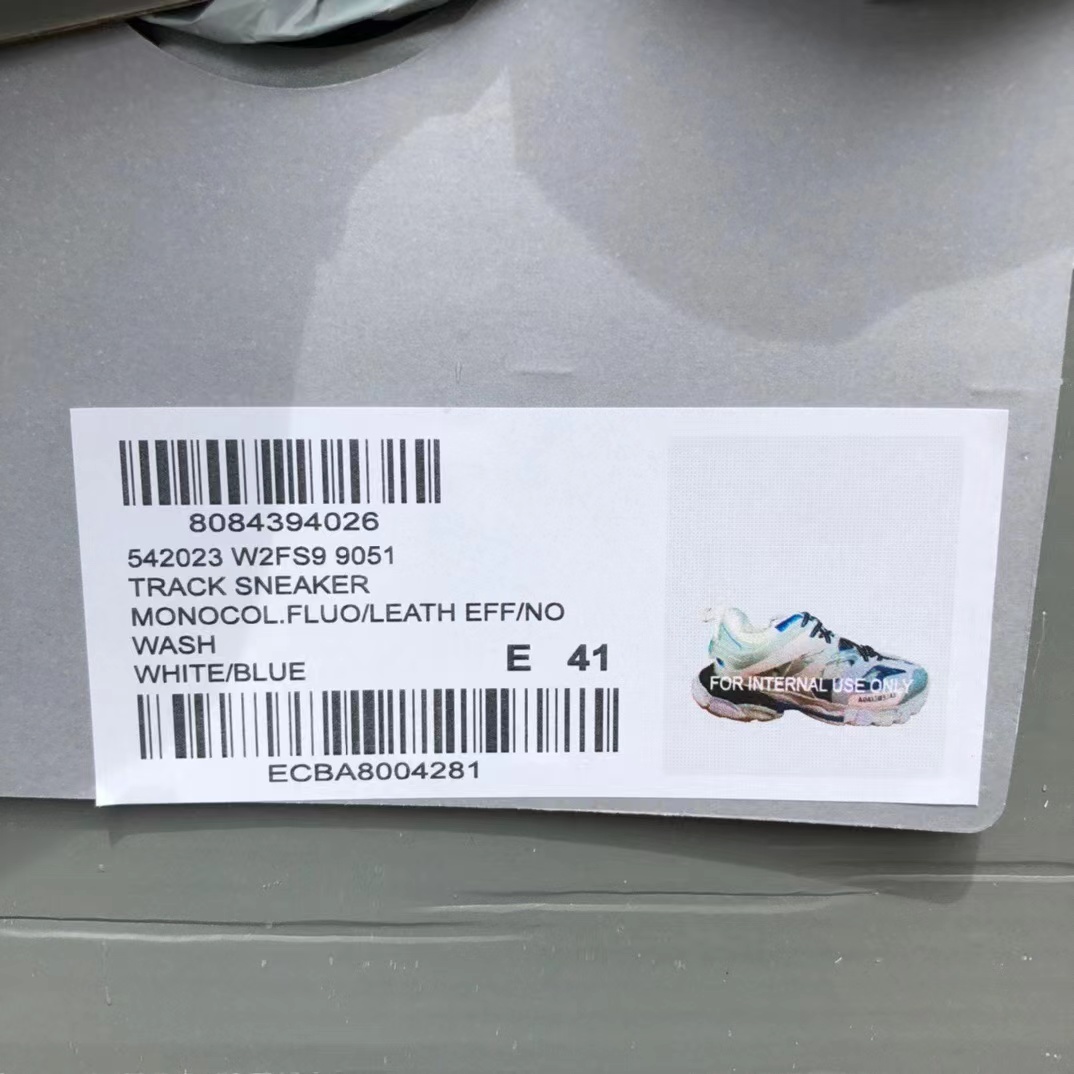 8084394026
542023 W2FS9 9051
TRACK SNEAKER
MONOCOL.FLUO/LEATH EFF/NO
WASH
WHITE/BLUE
E 41
ECBA8004281
FOR INTERNAL USE ONLY